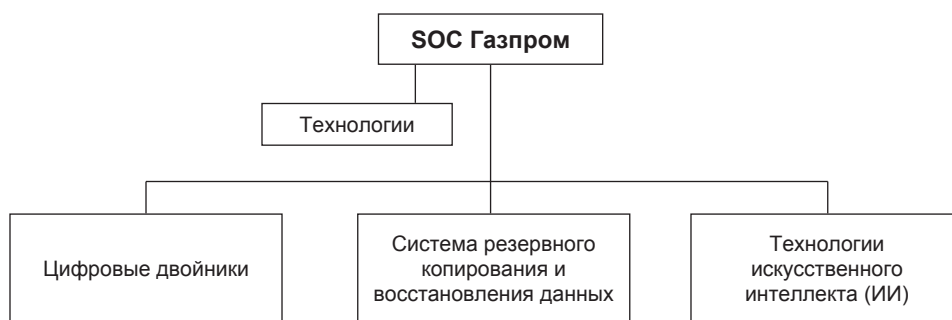 SOC Газпром
Технологии
Цифровые двойники
Система резервного
копирования и
восстановления данных
Технологии
искусственного
интеллекта (ИИ)